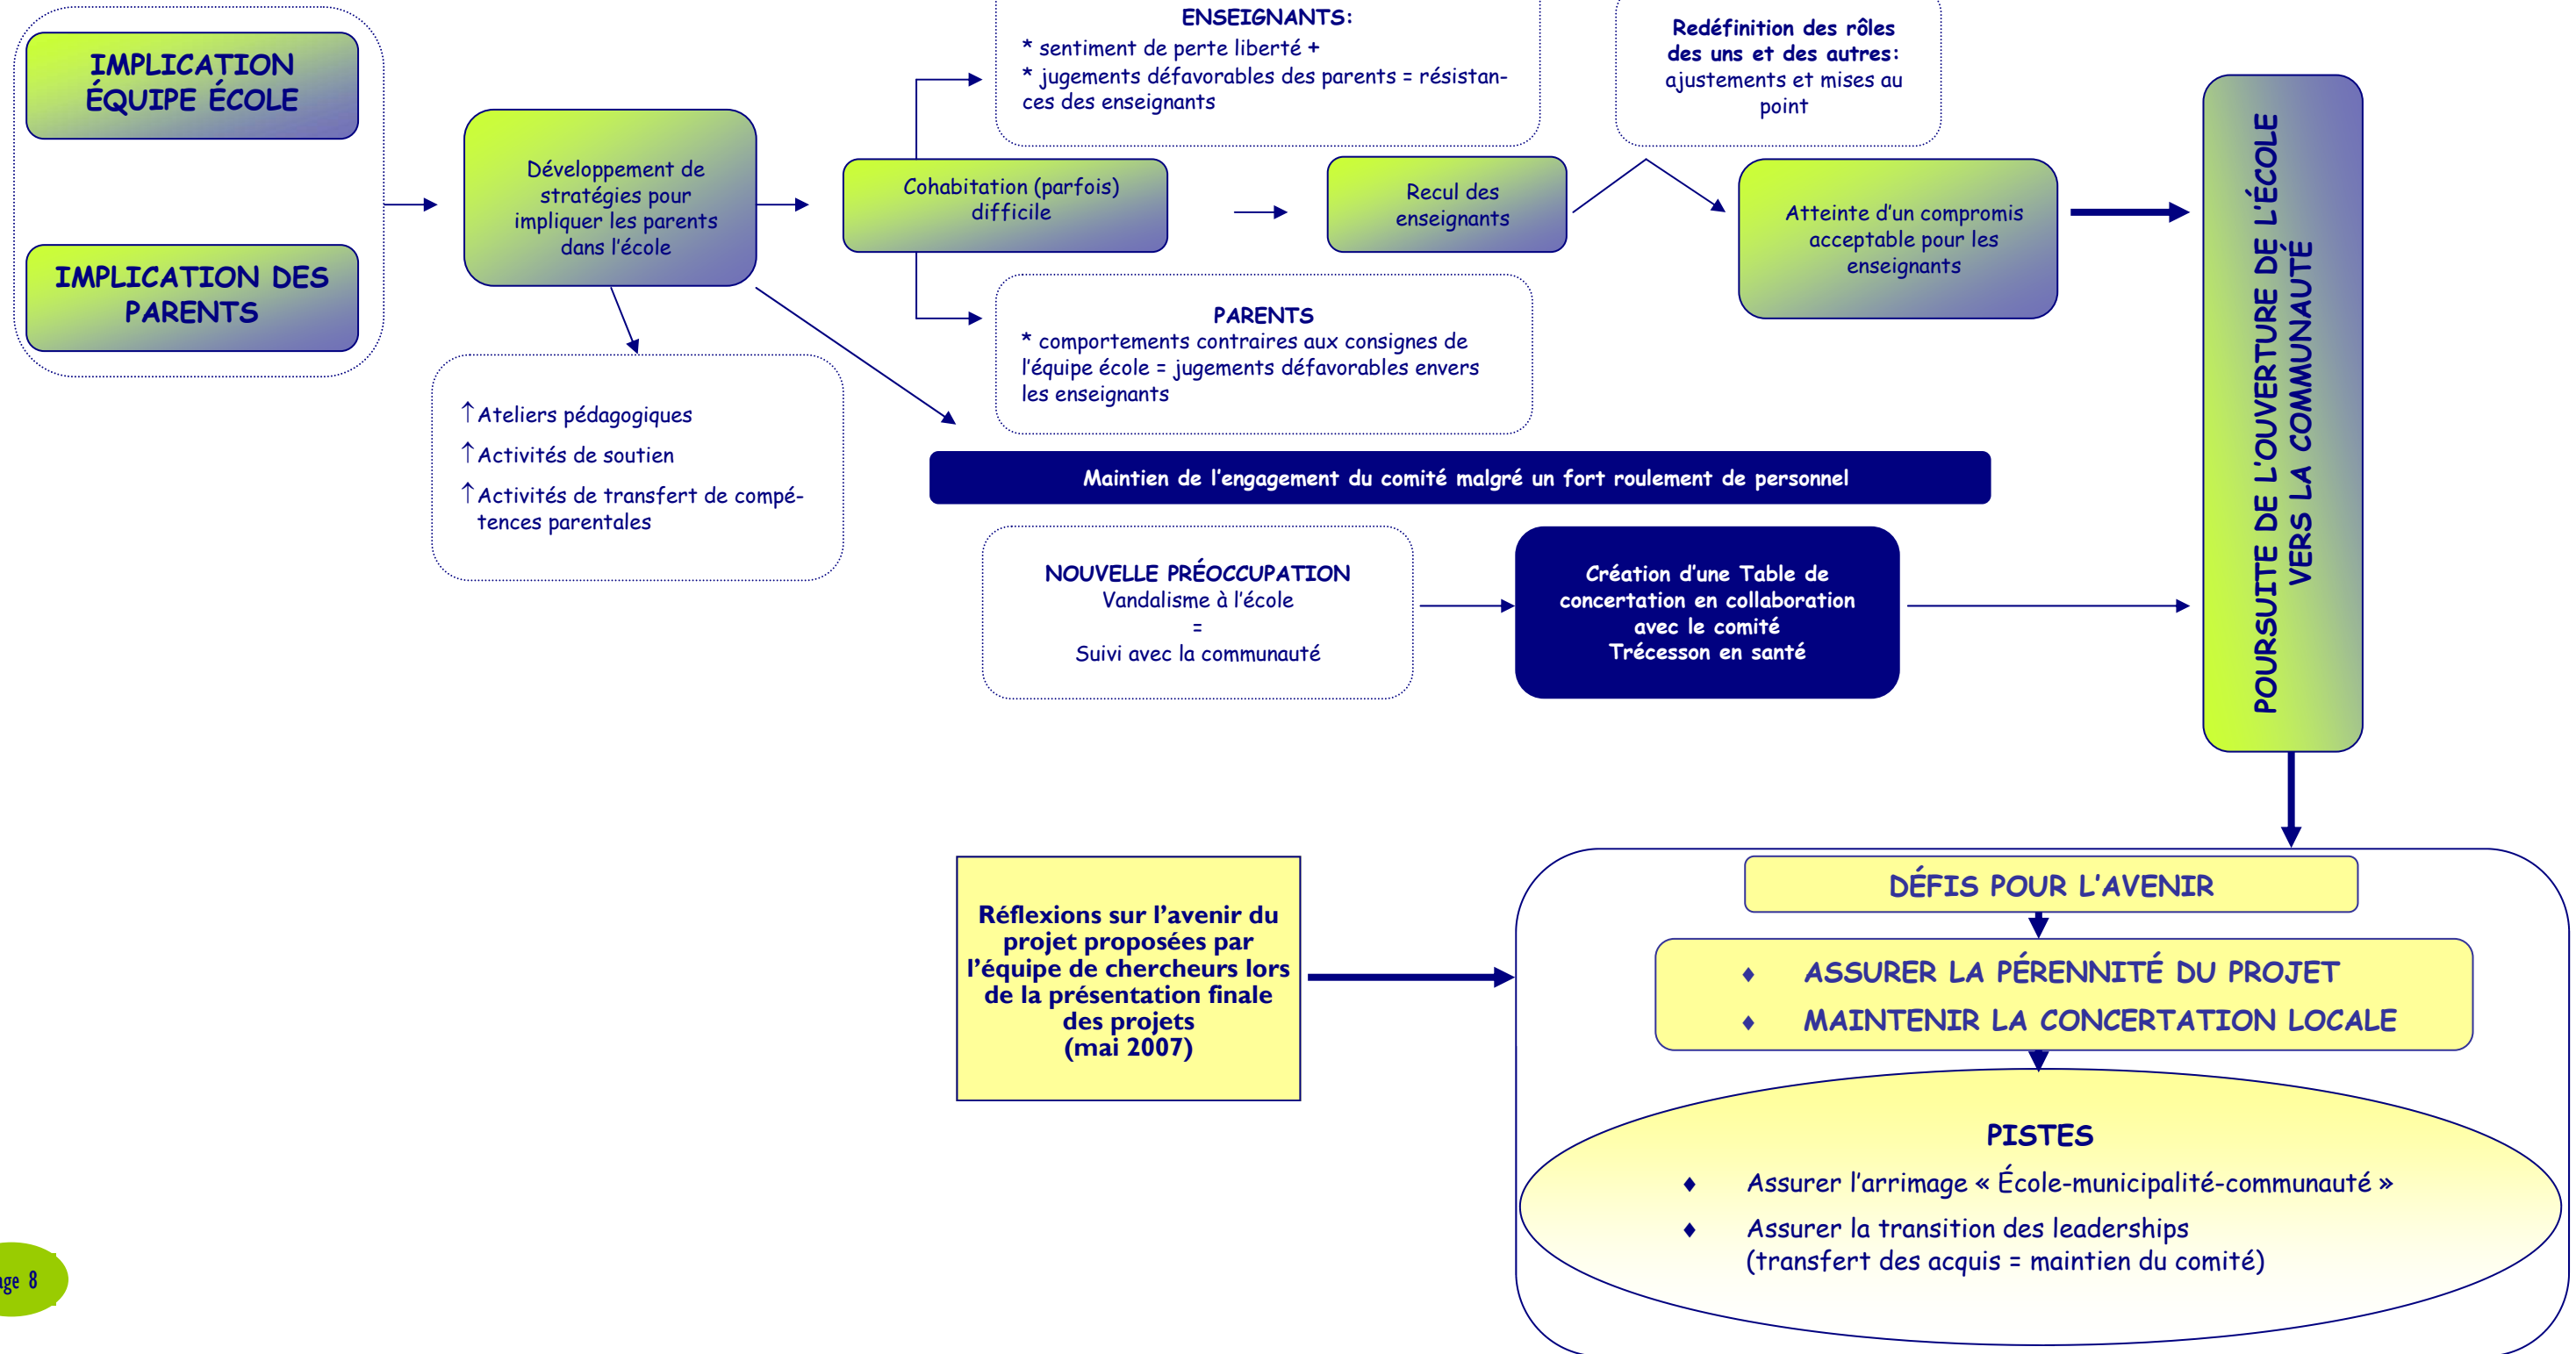 IMPLICATION
ÉQUIPE ÉCOLE
IMPLICATION DES
PARENTS
Développement de
stratégies pour
impliquer les parents
dans l'école
↑Ateliers pédagogiques
↑Activités de soutien
↑Activités de transfert de compé-
tences parentales
ENSEIGNANTS:
* sentiment de perte liberté +
* jugements défavorables des parents = résistan-
ces des enseignants
Cohabitation (parfois)
difficile
PARENTS
* comportements contraires aux consignes de
l'équipe école = jugements défavorables envers
les enseignants
Recul des
enseignants
Redéfinition des rôles
des uns et des autres:
ajustements et mises au
point
Atteinte d'un compromis
acceptable pour les
enseignants
Maintien de l'engagement du comité malgré un fort roulement de personnel
NOUVELLE PRÉOCCUPATION
Vandalisme à l'école
=
Suivi avec la communauté
Création d'une Table de
concertation en collaboration
avec le comité
Trécesson en santé
POURSUITE DE L'OUVERTURE DE L'ÉCOLE
VERS LA COMMUNAUTÉ
Réflexions sur l'avenir du
projet proposées par
l'équipe de chercheurs lors
de la présentation finale
des projets
(mai 2007)
DÉFIS POUR L'AVENIR
♦ ASSURER LA PÉRENNITÉ DU PROJET
♦ MAINTENIR LA CONCERTATION LOCALE
PISTES
♦ Assurer l'arrimage « École-municipalité-communauté »
♦ Assurer la transition des leaderships
(transfert des acquis = maintien du comité)
age 8